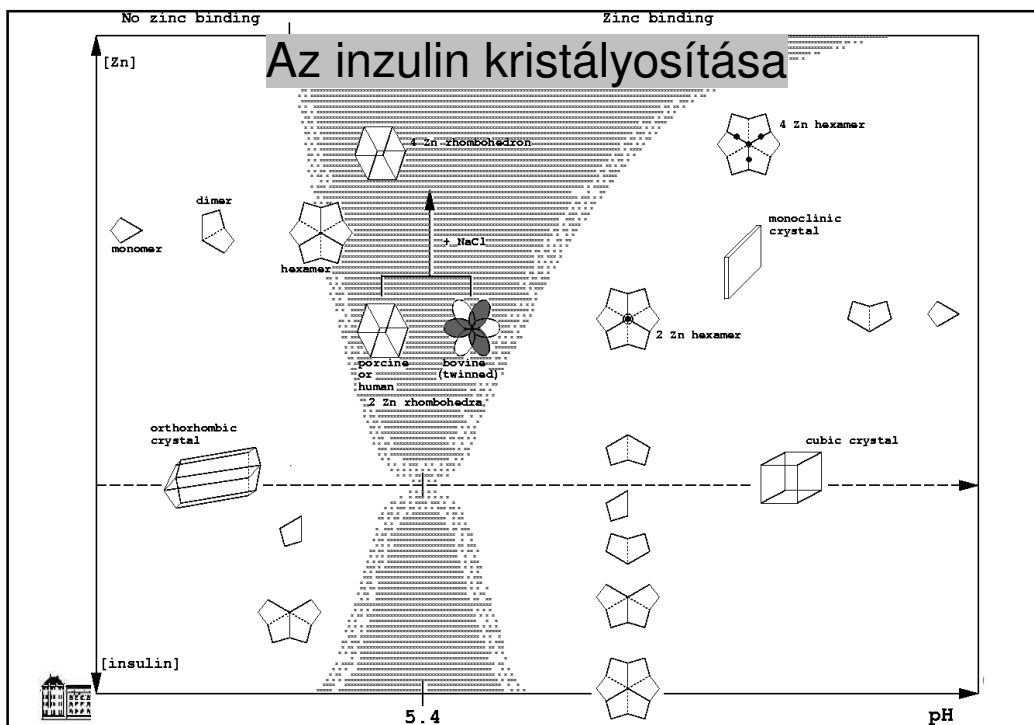 No zinc binding
Zinc binding
[Zn]
Az inzulin kristályosítása
4 Zn rhombohedron
4 Zn hexamer
dimer
monomer
hexamer
+ NaCl
monoclinic
crystal
2 Zn hexamer
porcine
or
human
bovine
(twinned)
2 Zn rhombohedra
orthorhombic
crystal
cubic crystal
[insulin]
5.4
pH